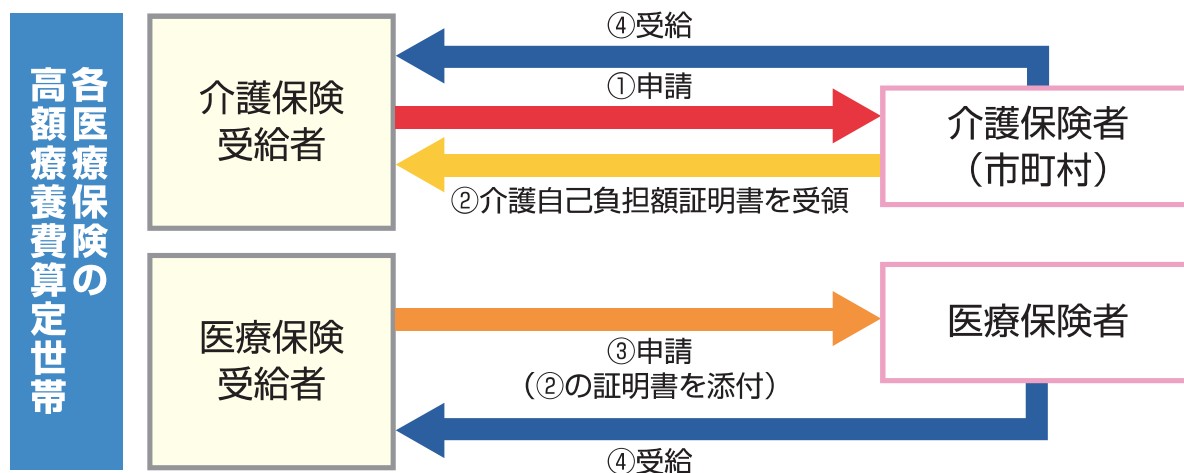 各医療保険の
高額療養費算定世帯
介護保険
受給者
④受給
①申請
②介護自己負担額証明書を受領
介護保険者
（市町村）
医療保険
受給者
③申請
（②の証明書を添付）
④受給
医療保険者